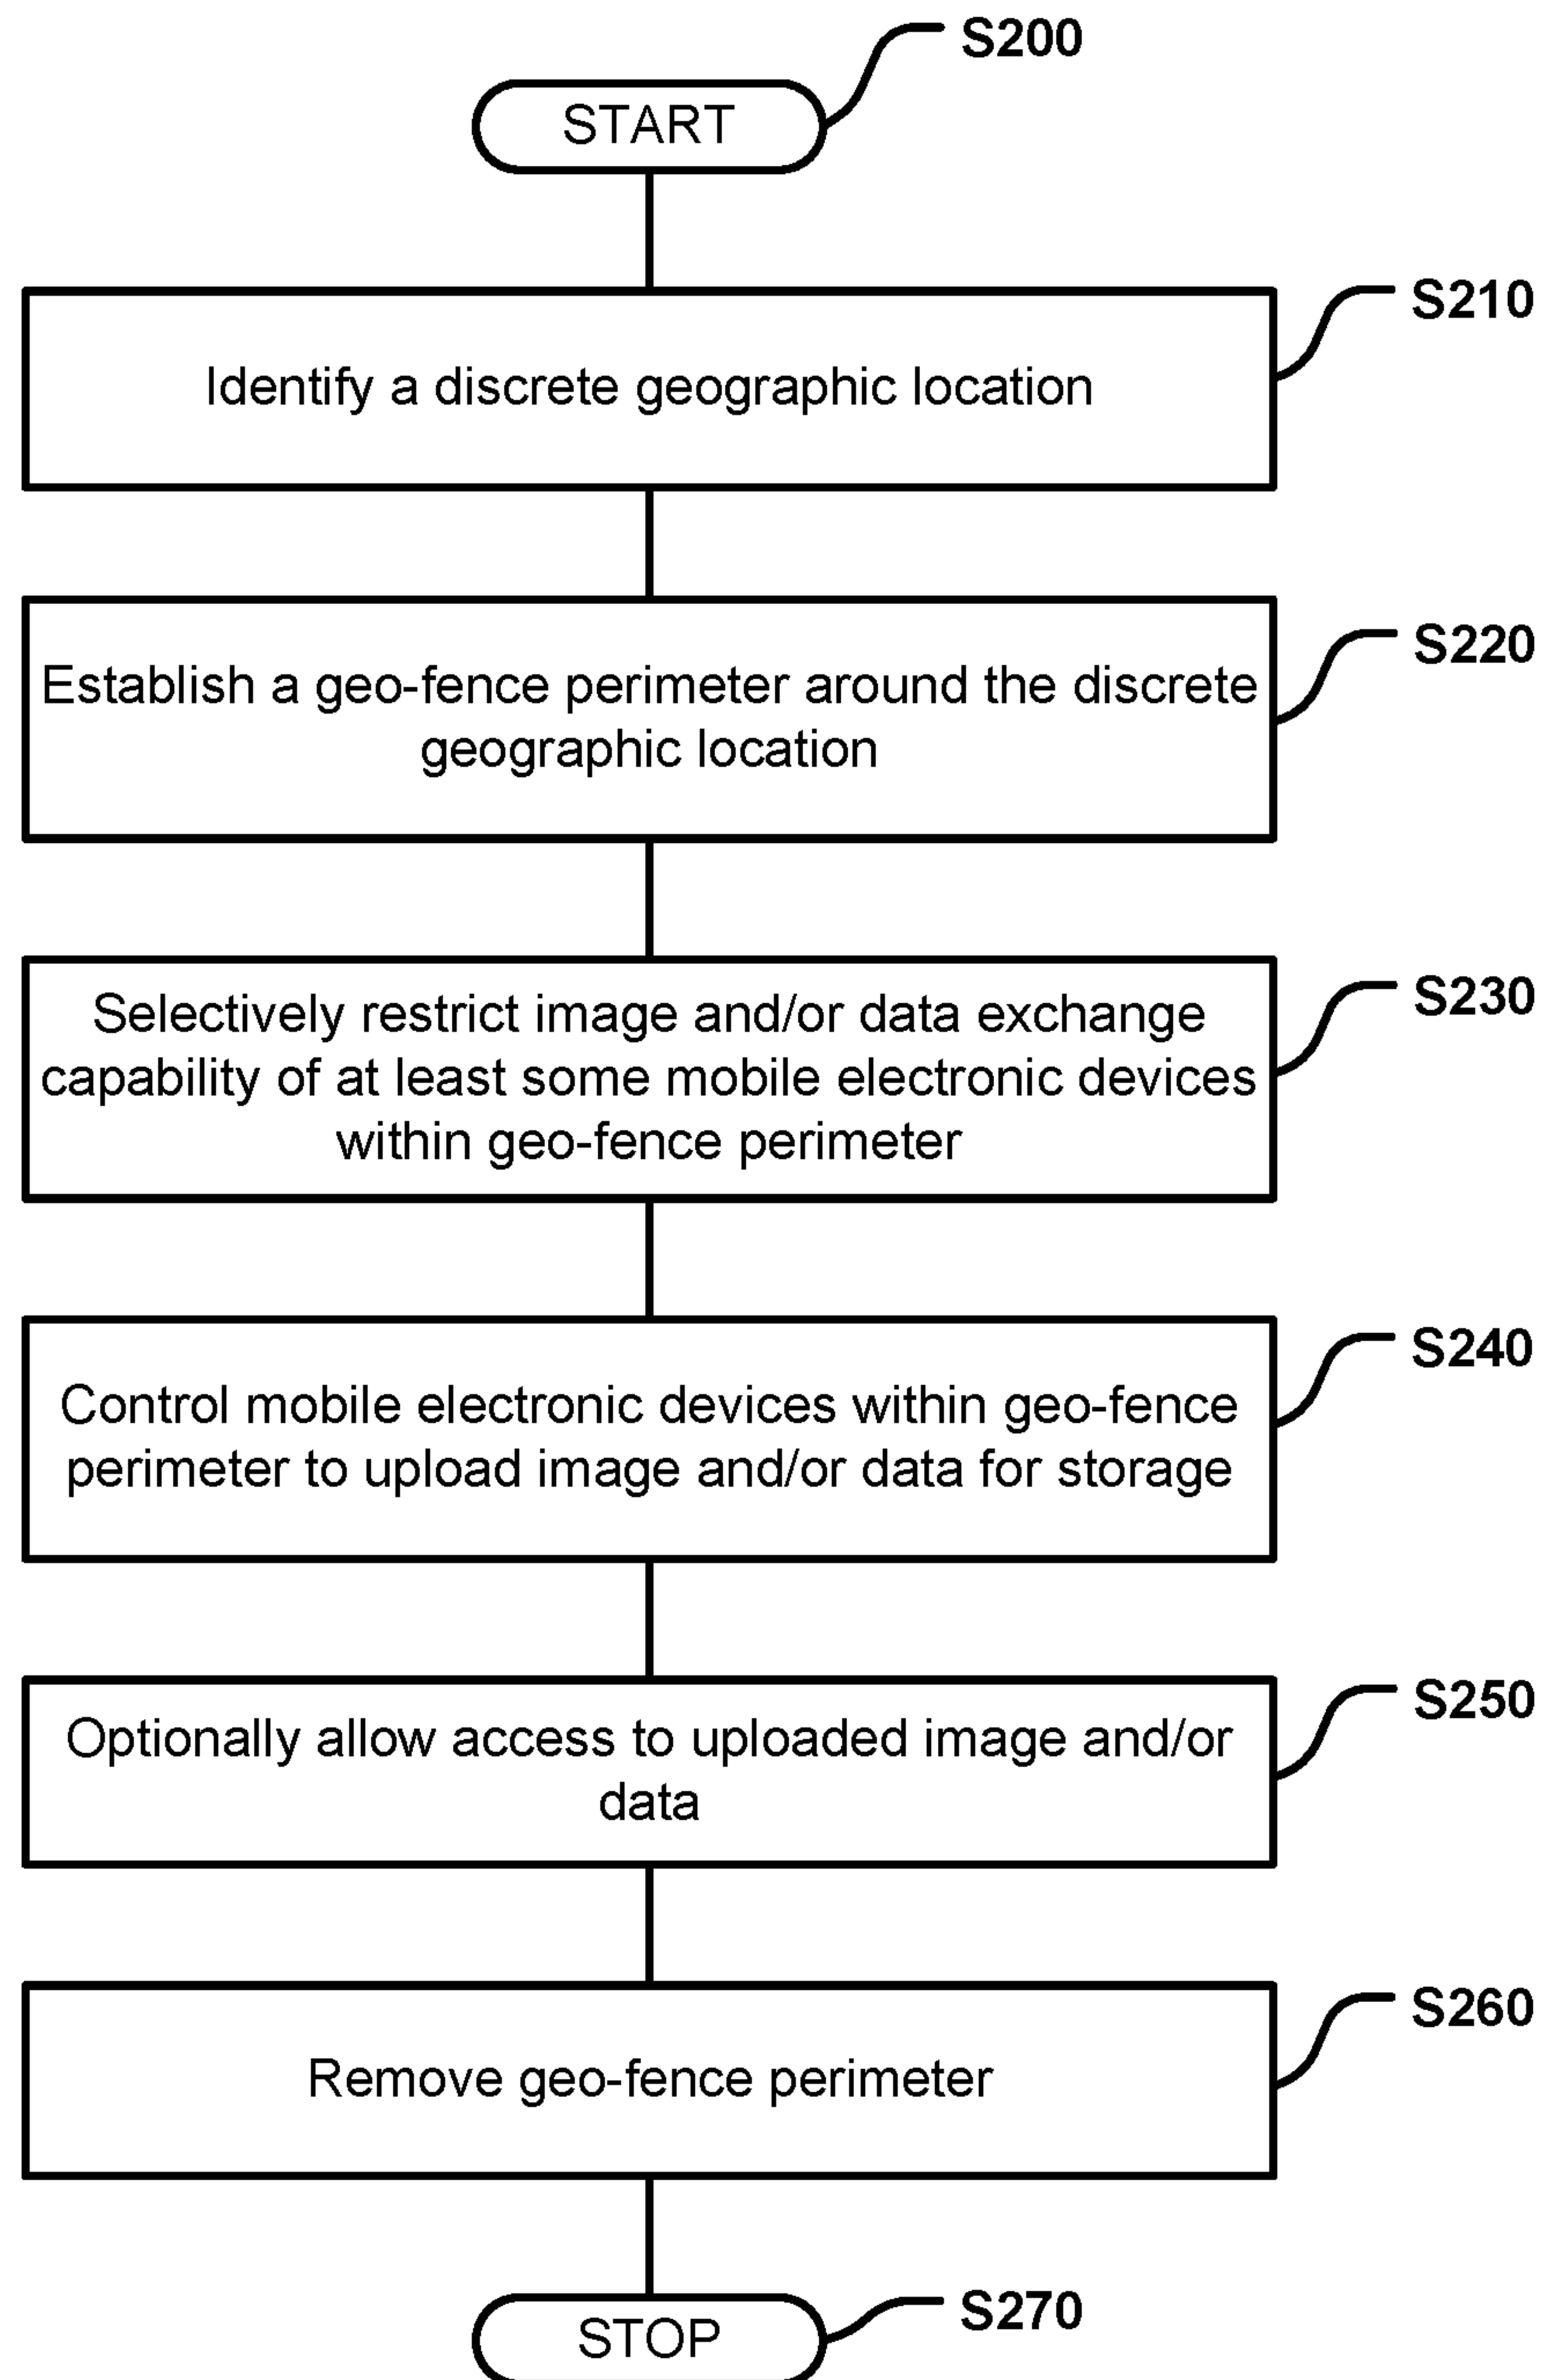 S200
START
S210
Identify a discrete geographic location
S220
Establish a geo-fence perimeter around the discrete
geographic location
S230
Selectively restrict image and/or data exchange
capability of at least some mobile electronic devices
within geo-fence perimeter
S240
Control mobile electronic devices within geo-fence
perimeter to upload image and/or data for storage
S250
Optionally allow access to uploaded image and/or
data
S260
Remove geo-fence perimeter
S270
STOP